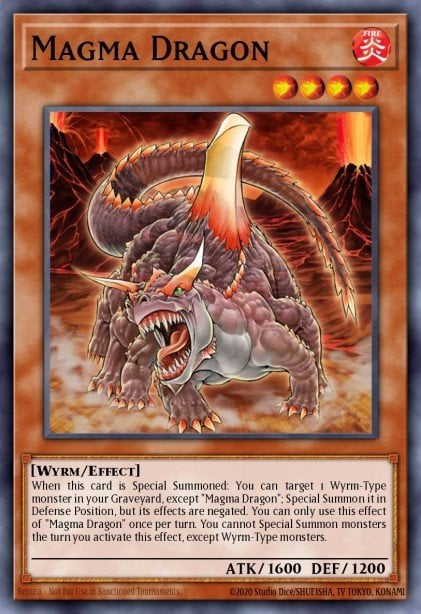 MAGMA DRAGON
FIRE
炎
[WYRM/EFFECT]
When this card is Special Summoned: You can target 1 Wyrm-Type
monster in your Graveyard, except "Magma Dragon"; Special Summon it in
Defense Position, but its effects are negated. You can only use this effect
of "Magma Dragon" once per turn. You cannot Special Summon monsters
the turn you activate this effect, except Wyrm-Type monsters.
ATK/1600 DEF/1200
Replica - Not For Use in Sanctioned Tournaments
©2020 Studio Dice/SHUEISHA, TV TOKYO, KONAMI